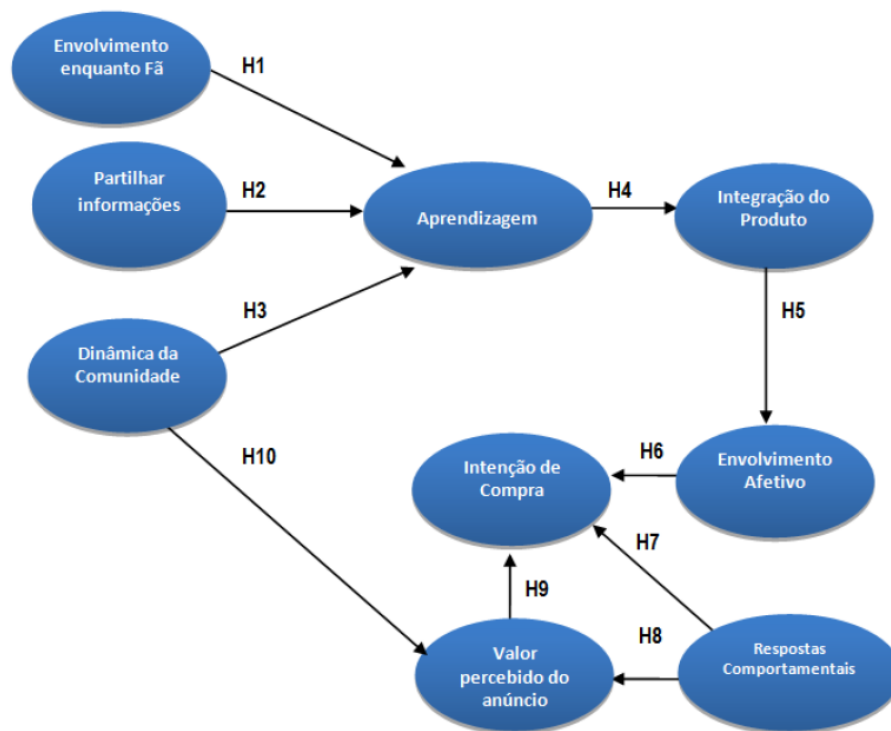 Envolvimento
enquanto Fã
H1
Partilhar
informações
H2
Aprendizagem
H4
Integração do
Produto
H3
H5
Dinâmica da
Comunidade
H10
Intenção de
Compra
H6
Envolvimento
Afetivo
H7
H9
H8
Valor
percebido do
anúncio
Respostas
Comportamentais